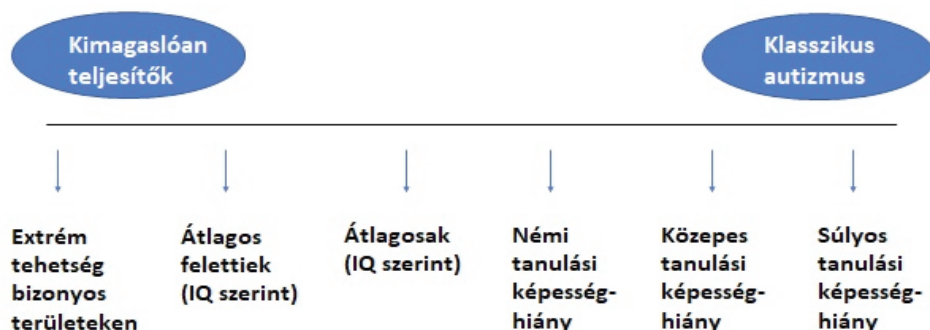 Kimagaslóan
teljesítők
Klasszikus
autizmus
Extrém
tehetség
bizonyos
területeken
Átlagos
felettiek
(IQ szerint)
Átlagosak
(IQ szerint)
Némi
tanulási
képesség-
hiány
Közepes
tanulási
képesség-
hiány
Súlyos
tanulási
képesség-
hiány